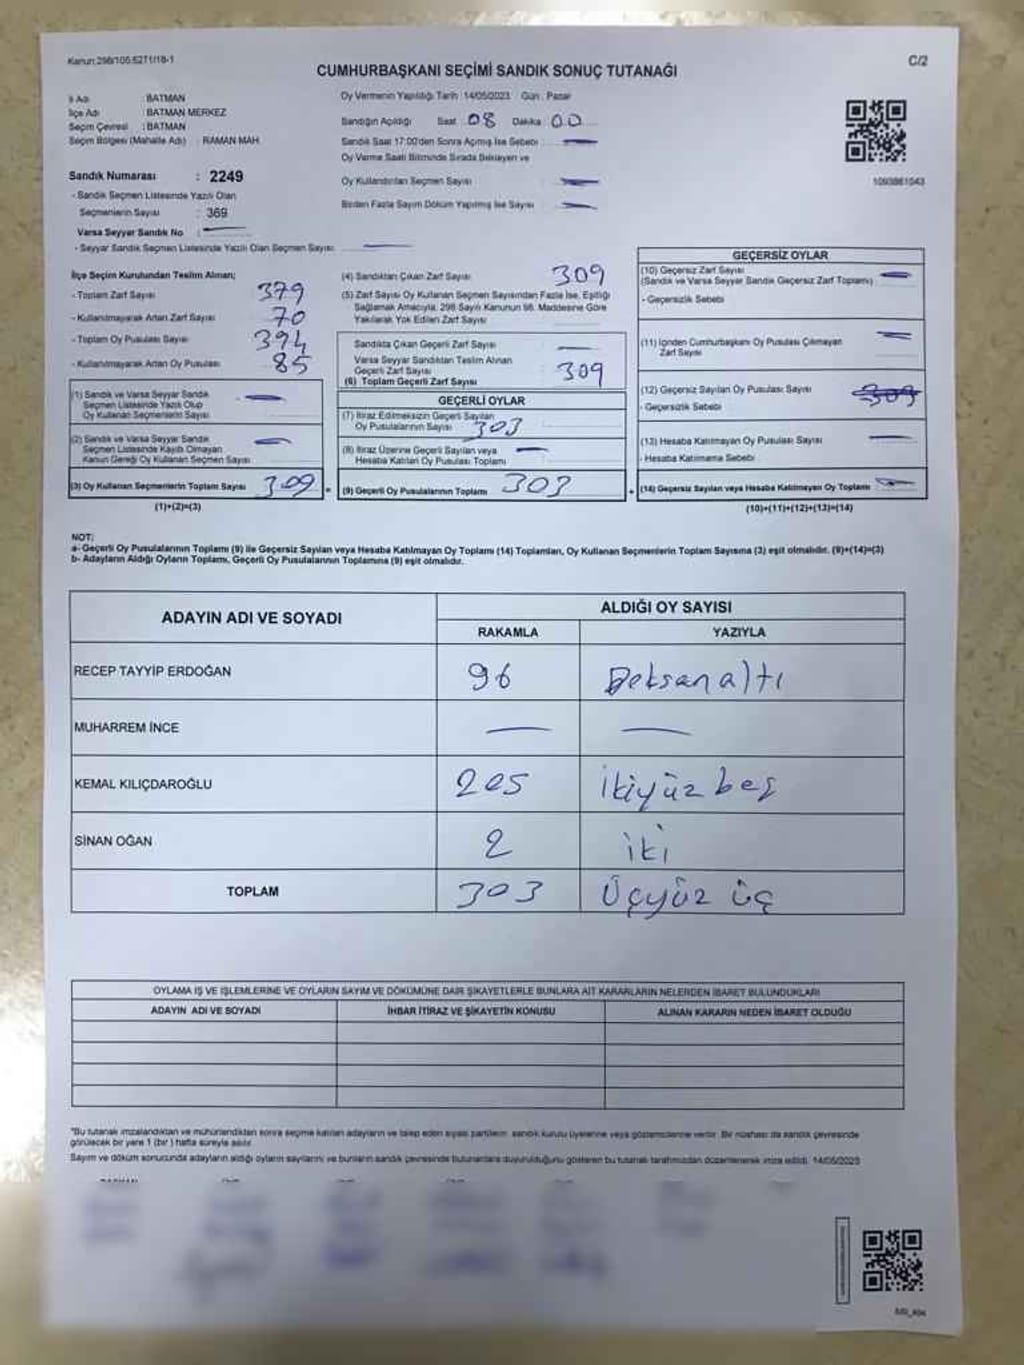 Kanun:298/105.6271/18-1
C/2
CUMHURBAŞKANI SEÇİMİ SANDIK SONUÇ TUTANAĞI
İl Adı : BATMAN
İlçe Adı : BATMAN MERKEZ
Seçim Çevresi : BATMAN
Seçim Bölgesi (Mahalle Adı) : RAMAN MAH.
Sandık Numarası : 2249
- Sandık Seçmen Listesinde Yazılı Olan
Seçmenlerin Sayısı : 369
Varsa Seyyar Sandık No :
- Seyyar Sandık Seçmen Listesinde Yazılı Olan Seçmen Sayısı
Oy Vermenin Yapıldığı Tarih : 14/05/2023 Gün : Pazar
Sandığın Açıldığı Saat 08 Dakika 00
Sandık Saat 17:00'den Sonra Açılmış İse Sebebi :
Oy Verme Saati Bitiminde Sırada Bekleyen ve
Oy Kullandırılan Seçmen Sayısı :
Birden Fazla Sayım Döküm Yapılmış İse Sayısı :
1093861043
İlçe Seçim Kurulundan Teslim Alınan;
- Toplam Zarf Sayısı 379
- Kullanılmayarak Artan Zarf Sayısı 70
- Toplam Oy Pusulası Sayısı 394
- Kullanılmayarak Artan Oy Pusulası 85
(1) Sandık ve Varsa Seyyar Sandık
Seçmen Listesinde Yazılı Olup
Oy Kullanan Seçmenlerin Sayısı
(2) Sandık ve Varsa Seyyar Sandık
Seçmen Listesinde Kayıtlı Olmayan
Kanun Gereği Oy Kullanan Seçmen Sayısı
(3) Oy Kullanan Seçmenlerin Toplam Sayısı 309
(1)+(2)=(3)
(4) Sandıktan Çıkan Zarf Sayısı 309
(5) Zarf Sayısı Oy Kullanan Seçmen Sayısından Fazla İse, Eşitliği
Sağlamak Amacıyla, 298 Sayılı Kanunun 98. Maddesine Göre
Yakılarak Yok Edilen Zarf Sayısı
Sandıkta Çıkan Geçerli Zarf Sayısı
Varsa Seyyar Sandıktan Teslim Alınan
Geçerli Zarf Sayısı
(6) Toplam Geçerli Zarf Sayısı 309
GEÇERLİ OYLAR
(7) İtiraz Edilmeksizin Geçerli Sayılan
Oy Pusulalarının Sayısı 303
(8) İtiraz Üzerine Geçerli Sayılan veya
Hesaba Katılan Oy Pusulası Toplamı
= (9) Geçerli Oy Pusulalarının Toplamı 303
GEÇERSİZ OYLAR
(10) Geçersiz Zarf Sayısı
(Sandık ve Varsa Seyyar Sandık Geçersiz Zarf Toplamı)
- Geçersizlik Sebebi
(11) İçinden Cumhurbaşkanı Oy Pusulası Çıkmayan
Zarf Sayısı
(12) Geçersiz Sayılan Oy Pusulası Sayısı 309
- Geçersizlik Sebebi
(13) Hesaba Katılmayan Oy Pusulası Sayısı
- Hesaba Katılmama Sebebi
+ (14) Geçersiz Sayılan veya Hesaba Katılmayan Oy Toplamı
(10)+(11)+(12)+(13)=(14)
NOT:
a- Geçerli Oy Pusulalarının Toplamı (9) ile Geçersiz Sayılan veya Hesaba Katılmayan Oy Toplamı (14) Toplamları, Oy Kullanan Seçmenlerin Toplam Sayısına (3) eşit olmalıdır. (9)+(14)=(3)
b- Adayların Aldığı Oyların Toplamı, Geçerli Oy Pusulalarının Toplamına (9) eşit olmalıdır.
ADAYIN ADI VE SOYADI ALDIĞI OY SAYISI
RAKAMLA YAZIYLA
RECEP TAYYİP ERDOĞAN 96 Doksanaltı
MUHARREM İNCE
KEMAL KILIÇDAROĞLU 205 İkiyüz beş
SİNAN OĞAN 2 iki
TOPLAM 303 Üçyüz üç
OYLAMA İŞ VE İŞLEMLERİNE VE OYLARIN SAYIM VE DÖKÜMÜNE DAİR ŞİKAYETLERLE BUNLARA AİT KARARLARIN NELERDEN İBARET BULUNDUKLARI
ADAYIN ADI VE SOYADI İHBAR İTİRAZ VE ŞİKAYETİN KONUSU ALINAN KARARIN NEDEN İBARET OLDUĞU
*Bu tutanak imzalandıktan ve mühürlendikten sonra seçime katılan adayların ve talep eden siyasi partilerin sandık kurulu üyelerine veya gözlemcilerine verilir. Bir nüshası da sandık çevresinde
görülecek bir yere 1 (bir) hafta süreyle asılır.
Sayım ve döküm sonucunda adayların aldığı oyların sayılarını ve bunların sandık çevresinde bulunanlara duyurulduğunu gösteren bu tutanak tarafımızdan düzenlenerek imza edildi. 14/05/2023